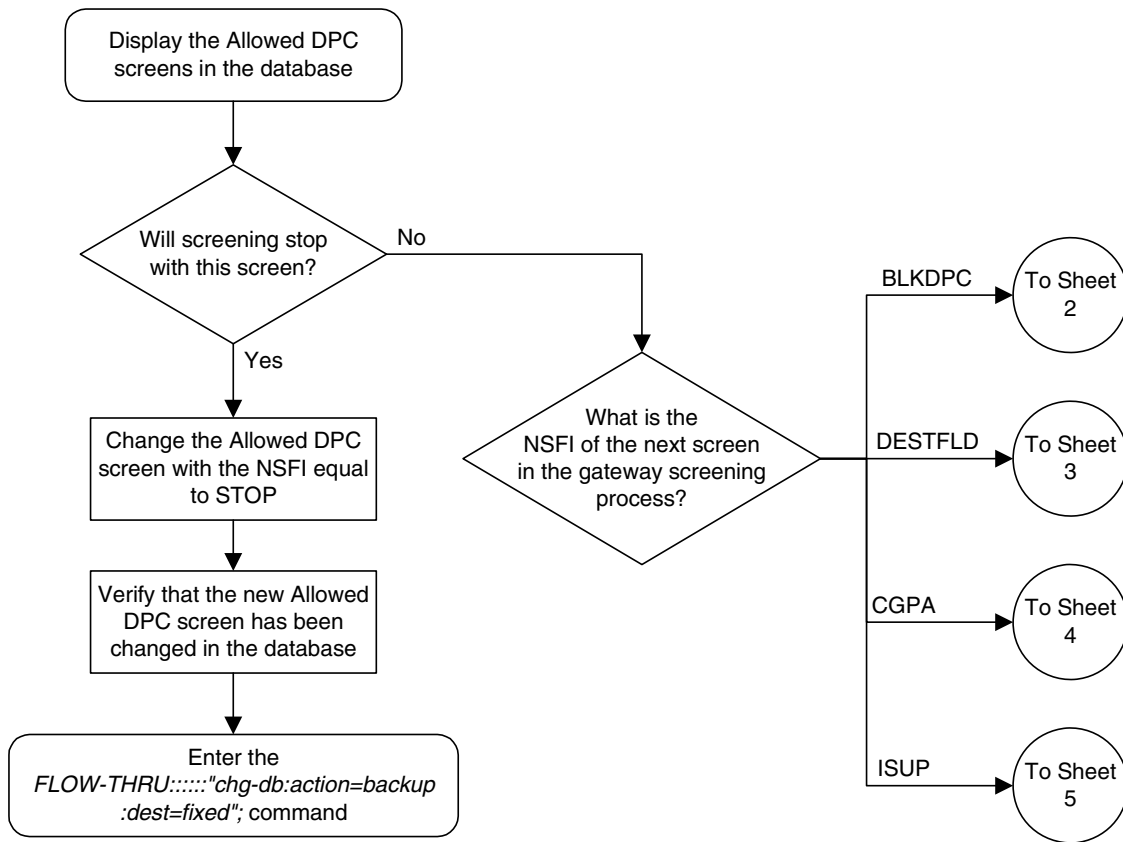 Display the Allowed DPC
screens in the database
Will screening stop
with this screen?
No
Yes
Change the Allowed DPC
screen with the NSFI equal
to STOP
Verify that the new Allowed
DPC screen has been
changed in the database
Enter the
FLOW-THRU::::::"chg-db:action=backup
:dest=fixed"; command
What is the
NSFI of the next screen
in the gateway screening
process?
BLKDPC
To Sheet
2
DESTFLD
To Sheet
3
CGPA
To Sheet
4
ISUP
To Sheet
5